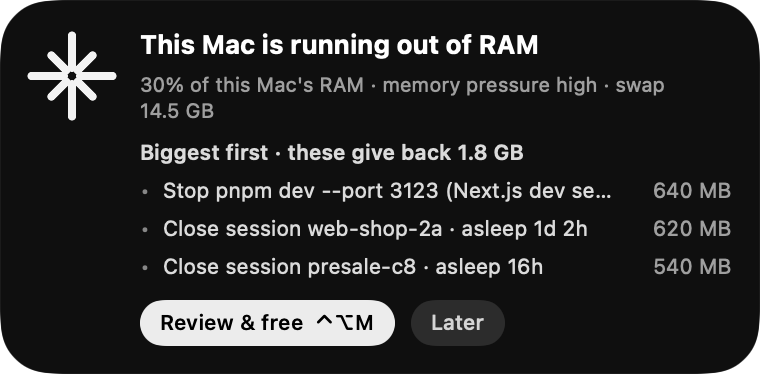 This Mac is running out of RAM
30% of this Mac's RAM · memory pressure high · swap
14.5 GB
Biggest first · these give back 1.8 GB
• Stop pnpm dev --port 3123 (Next.js dev se... 640 MB
• Close session web-shop-2a · asleep 1d 2h 620 MB
• Close session presale-c8 · asleep 16h 540 MB
Review & free ⌃⌥M Later